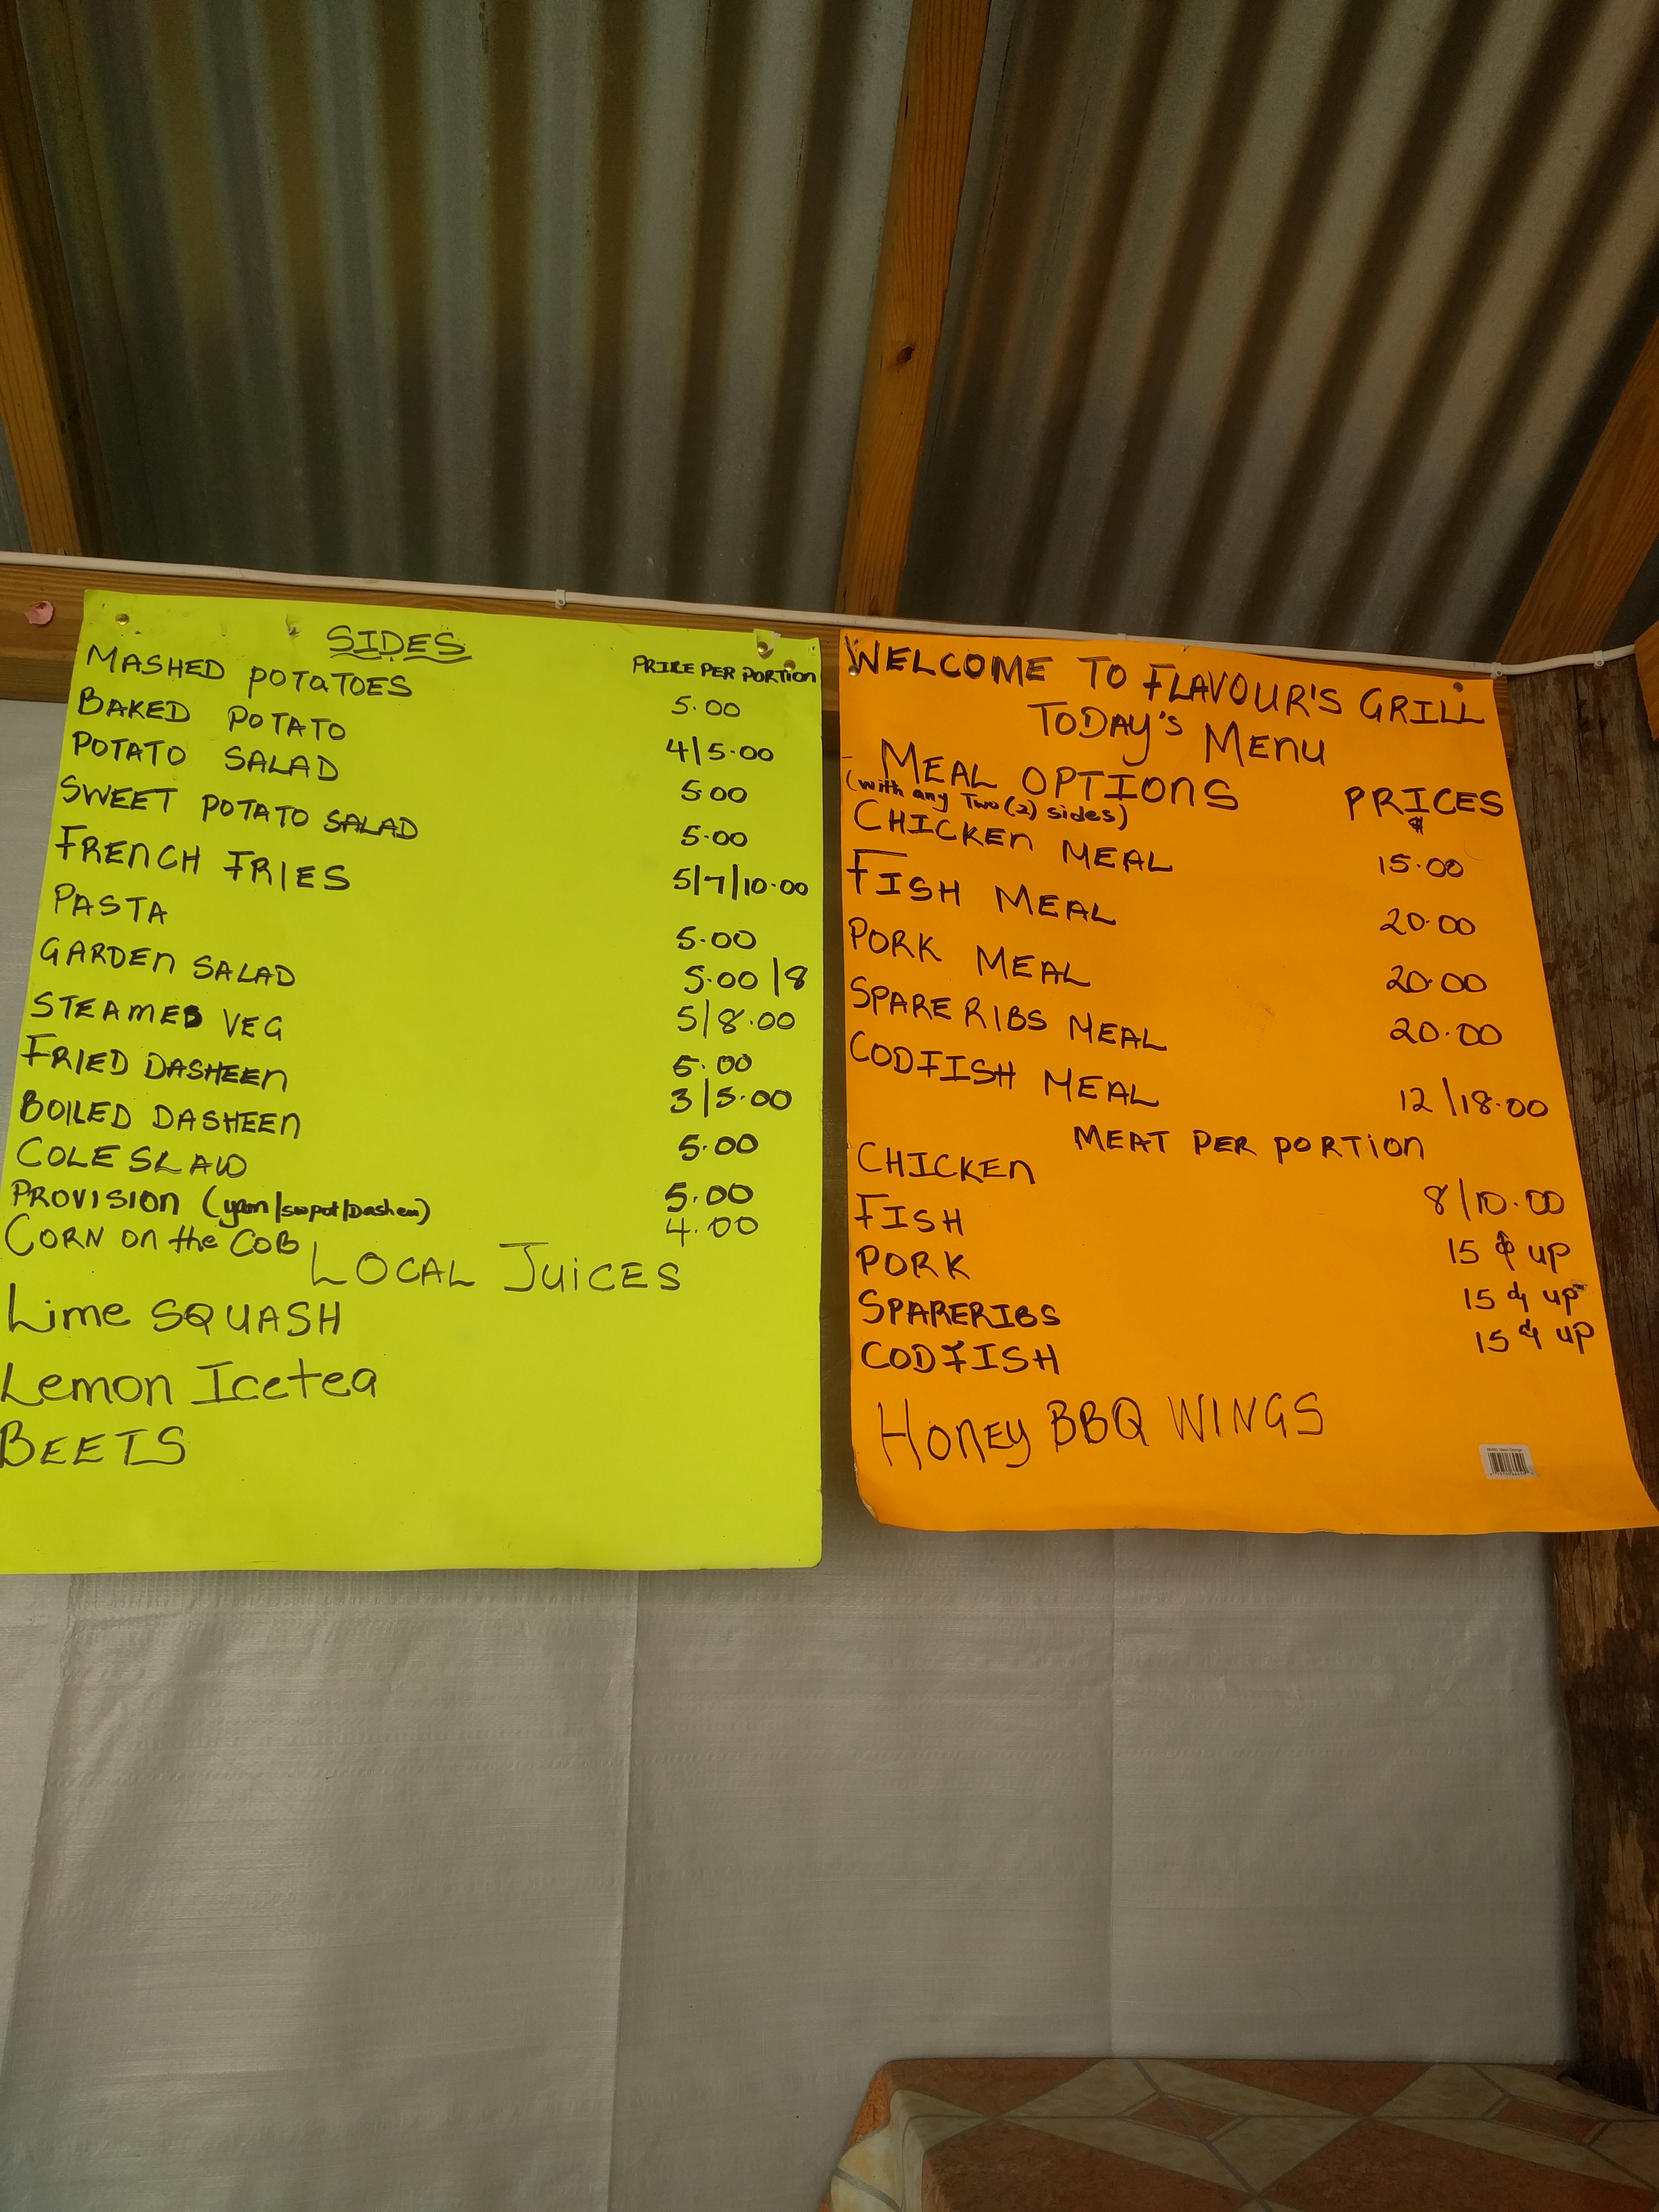 SIDES
PRICE PER PORTION
MASHED POTATOES 5.00
BAKED POTATO 4/5.00
POTATO SALAD 5.00
SWEET POTATO SALAD 5.00
FRENCH FRIES 5/7/10.00
PASTA 5.00
GARDEN SALAD 5.00/8
STEAMED VEG 5/8.00
FRIED DASHEEN 5.00
BOILED DASHEEN 3/5.00
COLESLAW 5.00
PROVISION (yam/swpot/Dasheen) 5.00
CORN on the COB 4.00
LOCAL JUICES
Lime SQUASH
Lemon Icetea
BEETS
WELCOME TO FLAVOUR'S GRILL
TODAY'S MENU
- MEAL OPTIONS PRICES
(with any Two (2) sides) $
CHICKEN MEAL 15.00
FISH MEAL 20.00
PORK MEAL 20.00
SPARE RIBS MEAL 20.00
CODFISH MEAL 12/18.00
MEAT PER PORTION
CHICKEN 8/10.00
FISH 15 & up
PORK 15 & up
SPARERIBS 15 & up
CODFISH
HONEY BBQ WINGS